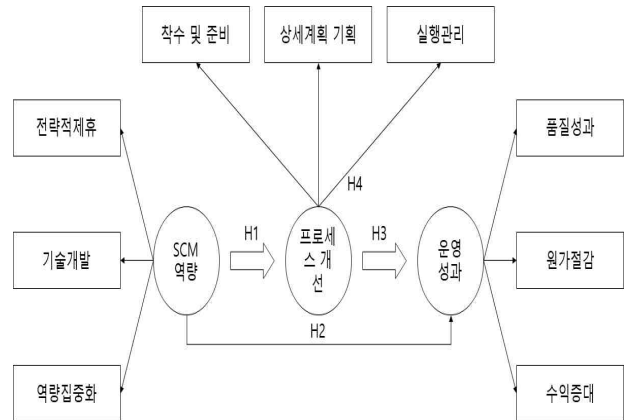 착수 및 준비
상세계획 기획
실행관리
전략적제휴
품질성과
H4
H1
H3
SCM
역량
프로세
스 개
선
운영
성과
기술개발
원가절감
H2
역량집중화
수익증대